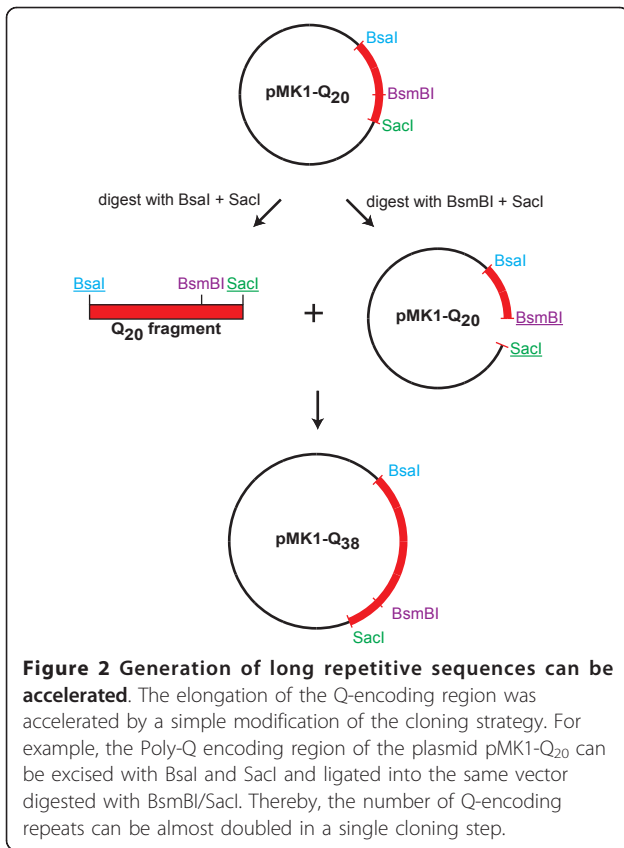 BsaI
pMK1-Q20
BsmBI
SacI
digest with BsaI + SacI
digest with BsmBI + SacI
BsaI
BsmBI SacI
Q20 fragment
+
BsaI
pMK1-Q20
BsmBI
SacI
BsaI
pMK1-Q38
BsmBI
SacI
Figure 2 Generation of long repetitive sequences can be
accelerated. The elongation of the Q-encoding region was
accelerated by a simple modification of the cloning strategy. For
example, the Poly-Q encoding region of the plasmid pMK1-Q20 can
be excised with BsaI and SacI and ligated into the same vector
digested with BsmBI/SacI. Thereby, the number of Q-encoding
repeats can be almost doubled in a single cloning step.